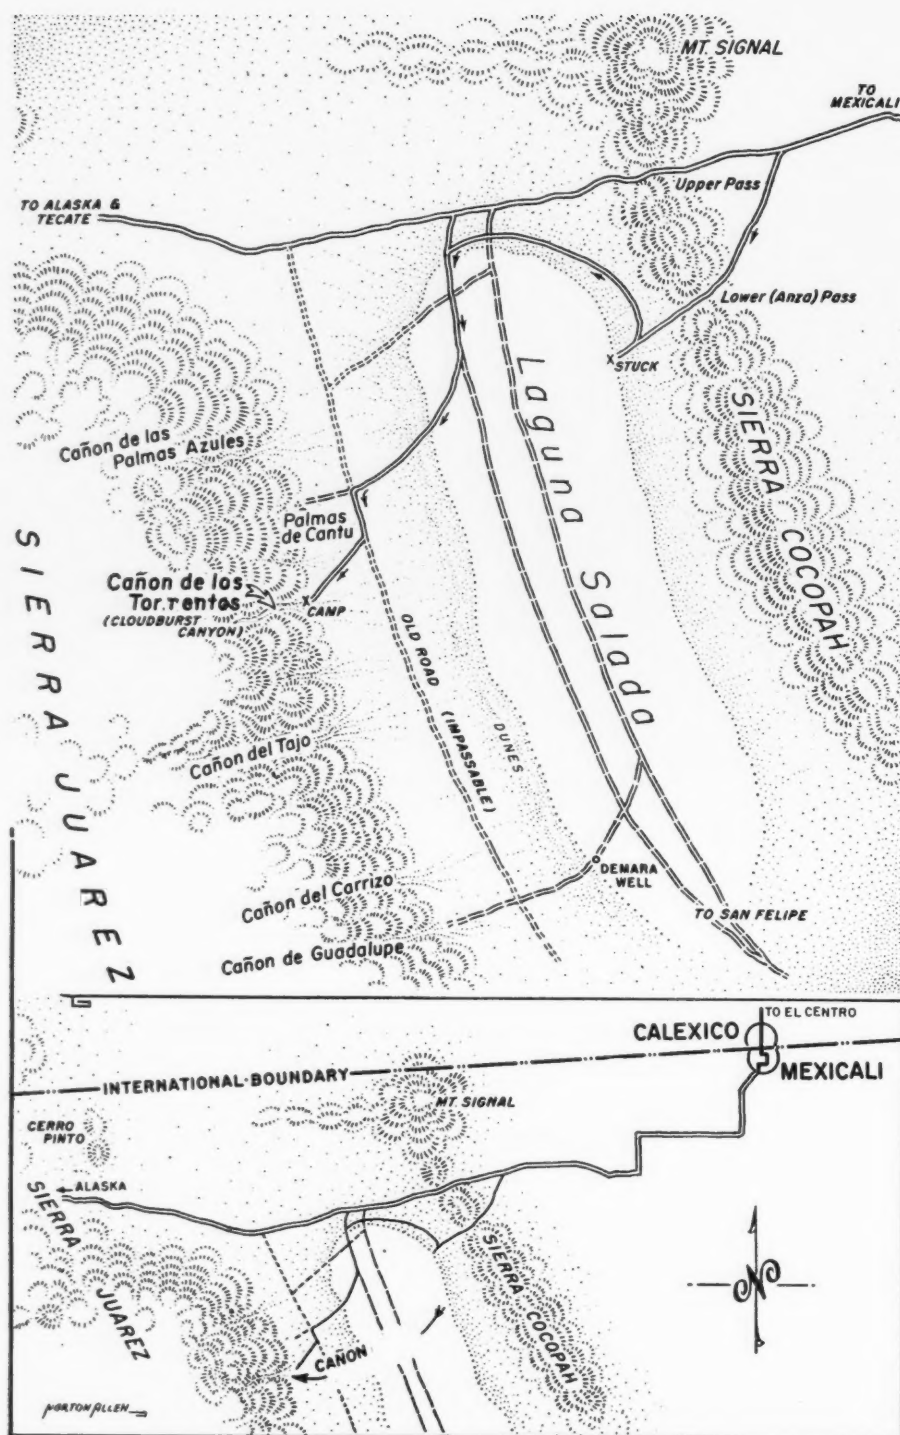 MT. SIGNAL
TO
MEXICALI
Upper Pass
TO ALASKA &
TECATE
Lower (Anza) Pass
X STUCK
Laguna Salada
SIERRA COCOPAH
Cañon de las
Palmas Azules
Palmas
de Cantu
Cañon de los
Tor.rentes
(CLOUDBURST
CANYON)
X CAMP
SIERRA JUAREZ
OLD ROAD (IMPASSABLE)
DUNES
Cañon del Tajo
DEMARA
WELL
Cañon del Carrizo
TO SAN FELIPE
Cañon de Guadalupe
TO EL CENTRO
CALEXICO
MEXICALI
INTERNATIONAL·BOUNDARY
MT. SIGNAL
CERRO
PINTO
ALASKA
SIERRA
JUAREZ
SIERRA COCOPAH
CAÑON
N
NORTON ALLEN